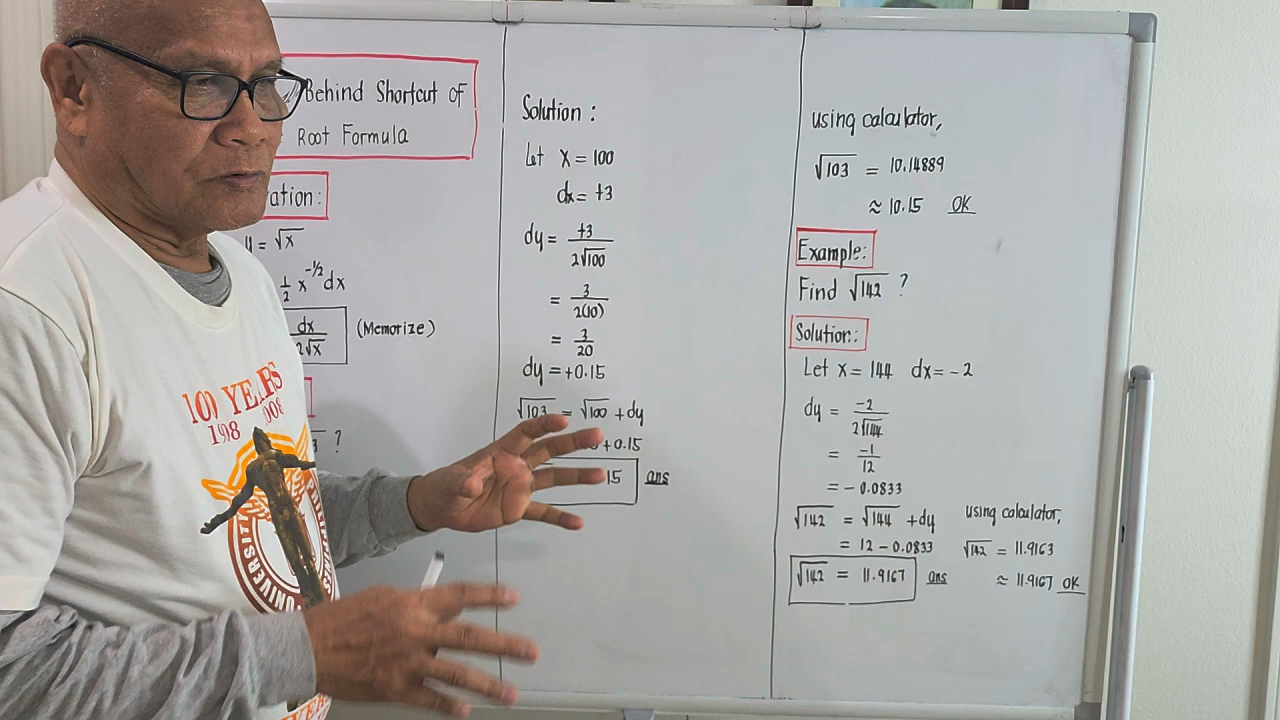 Behind Shortcut of
Root Formula
ation:
y = √x
1/2 x^-1/2 dx
dx/2√x (Memorize)
3 ?
Solution :
Let x = 100
dx = +3
dy = +3/2√100
= 3/2(10)
= 3/20
dy = +0.15
√103 = √100 + dy
+0.15
15 ans
using calculator,
√103 = 10.14889
≈ 10.15 OK
Example:
Find √142 ?
Solution:
Let x = 144 dx = -2
dy = -2/2√144
= -1/12
= -0.0833
√142 = √144 + dy
= 12 - 0.0833
√142 = 11.9167 ans
using calculator,
√142 = 11.9163
≈ 11.9167 OK
100 YEARS
1908 2008
UNIVERSIT